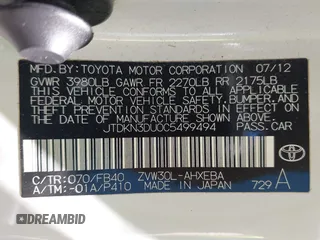 MFD. BY: TOYOTA MOTOR CORPORATION 07/12
GVWR 3980LB GAWR FR 2270LB RR 2175LB
THIS VEHICLE CONFORMS TO ALL APPLICABLE
FEDERAL MOTOR VEHICLE SAFETY, BUMPER, AND
THEFT PREVENTION STANDARDS IN EFFECT ON
THE DATE OF MANUFACTURE SHOWN ABOVE.
JTDKN3DU0C5499494
PASS. CAR
TOYOTA
C/TR: 070/FB40 ZVW30L-AHXEBA
A/TM: -01A/P410 MADE IN JAPAN 729 A
autobidcar